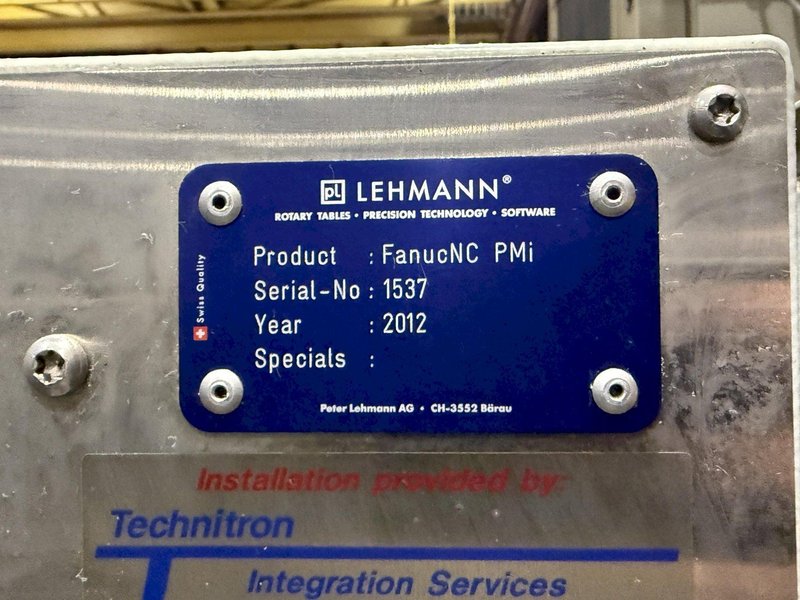 pl LEHMANN®
ROTARY TABLES • PRECISION TECHNOLOGY • SOFTWARE
Product : FanucNC PMi
Serial-No : 1537
Year : 2012
Specials :
Swiss Quality
Peter Lehmann AG • CH-3552 Bärau
Installation provided by:
Technitron
Integration Services